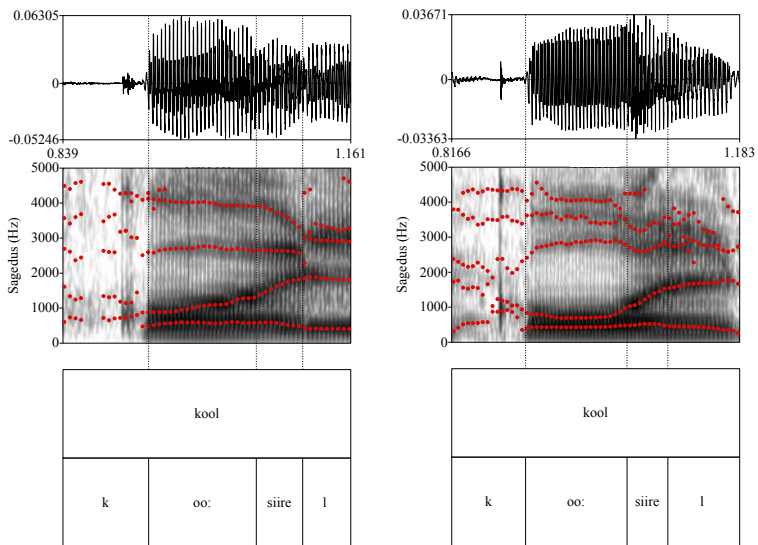 0.06305
0
-0.05246
0.839
1.161
5000
4000
3000
2000
1000
0
Sagedus (Hz)
kool
k
oo:
siire
l
0.03671
0
-0.03363
0.8166
1.183
5000
4000
3000
2000
1000
0
Sagedus (Hz)
kool
k
oo:
siire
l